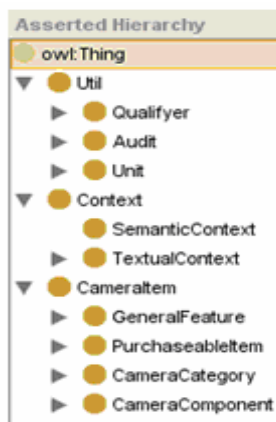 Asserted Hierarchy
owl:Thing
Util
Qualifyer
Audit
Unit
Context
SemanticContext
TextualContext
CameraItem
GeneralFeature
PurchaseableItem
CameraCategory
CameraComponent